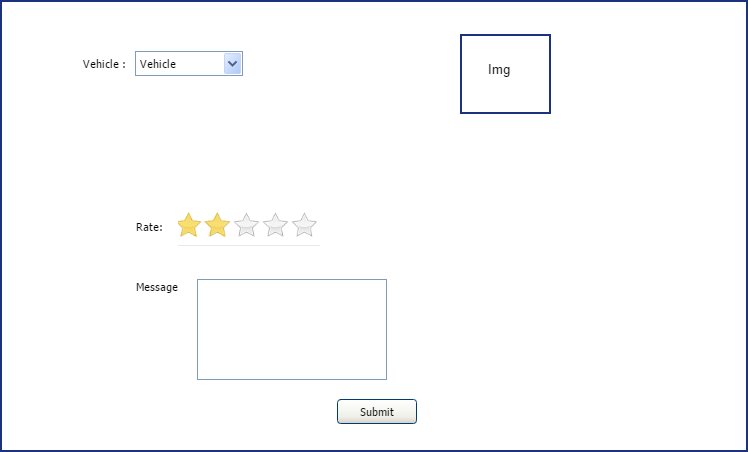 Vehicle : Vehicle
Img
Rate:
Message
Submit